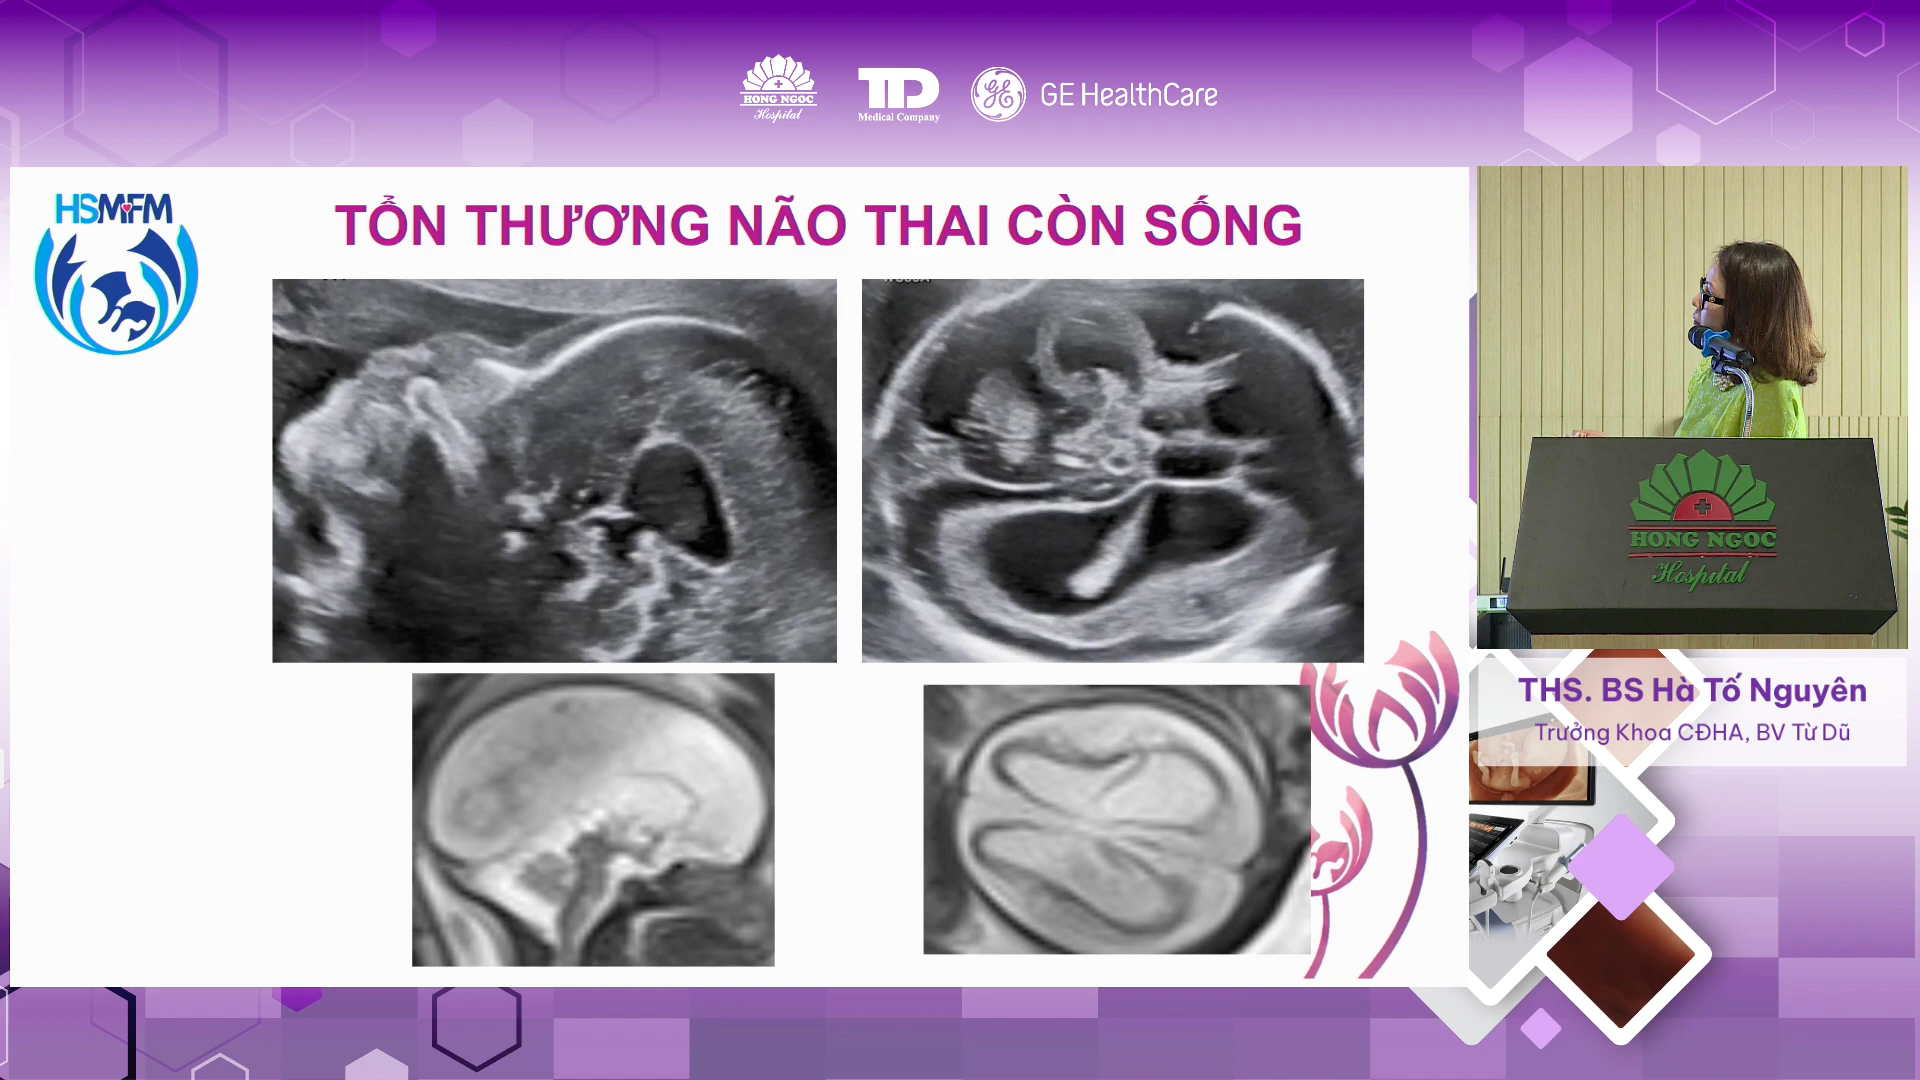 HONG NGOC
Hospital
TD
Medical Company
GE HealthCare
HSMFM
TỔN THƯƠNG NÃO THAI CÒN SỐNG
HONG NGOC
Hospital
THS. BS Hà Tố Nguyên
Trưởng Khoa CĐHA, BV Từ Dũ